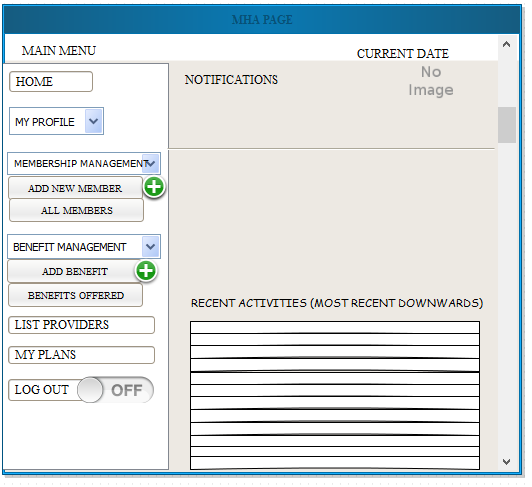 MHA PAGE
MAIN MENU
CURRENT DATE
HOME
NOTIFICATIONS
No
Image
MY PROFILE
MEMBERSHIP MANAGEMENT
ADD NEW MEMBER
ALL MEMBERS
BENEFIT MANAGEMENT
ADD BENEFIT
BENEFITS OFFERED
RECENT ACTIVITIES (MOST RECENT DOWNWARDS)
LIST PROVIDERS
MY PLANS
LOG OUT OFF